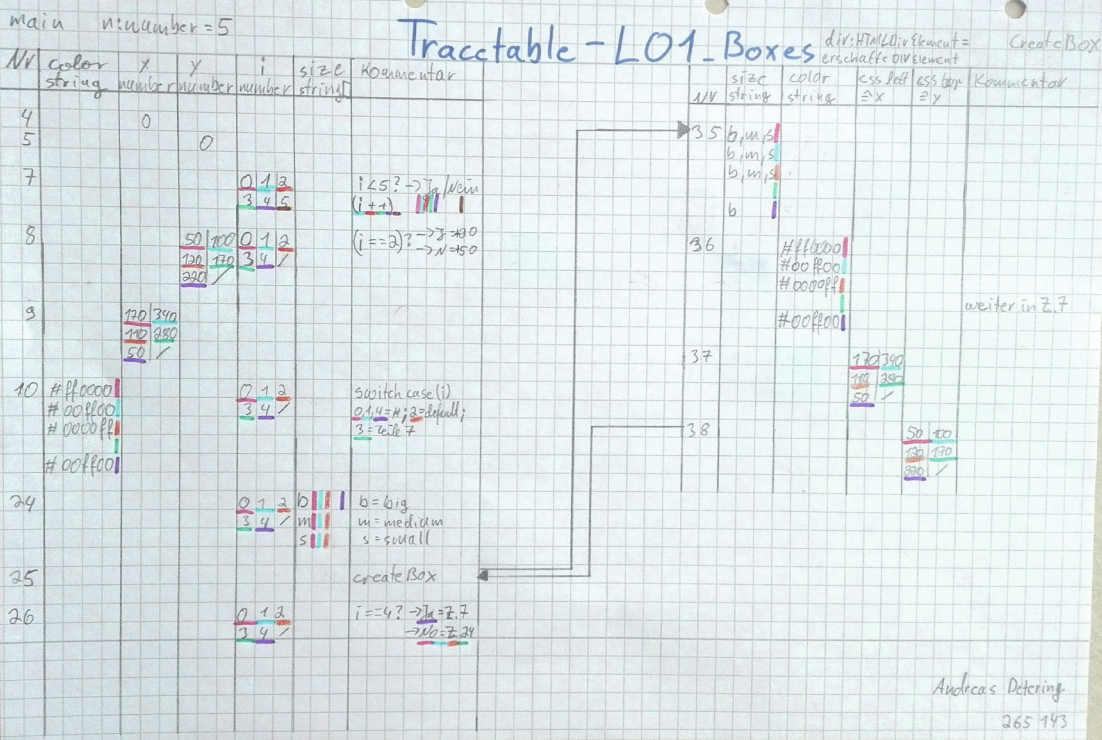 main n:number=5
Tracetable - L01_Boxes
div:HTMLDivElement=
erschaffe DIV Element
CreateBox
Nr color string x number y number i number size string[] Kommentar
Nr size string color string css left ≙x css top ≙y Kommentar
4 0
5 0
7 0 1 2 i<5? -> Ja/Nein
3 4 5 (i++)
8 50 100 0 1 2 (i==2)? ->J=+20
120 170 3 4 / ->N=+50
220 /
9 170 340
110 280
50 /
10 #ff0000 0 1 2 switch case(i)
#00ff00 3 4 / 0,1,4=#; 2=default;
#0000ff 3=Zeile 7
#00ff00
24 0 1 2 b b=big
3 4 / m m=medium
s s=small
25 createBox
26 0 1 2 i==4? ->Ja=Z.7
3 4 / ->No=Z.24
35 b,m,s
b,m,s
b,m,s
b
36 #ff0000
#00ff00
#0000ff
weiter in Z.7
#00ff00
37 170 340
110 280
50 /
38 50 100
120 170
220 /
Andreas Detering
265 143